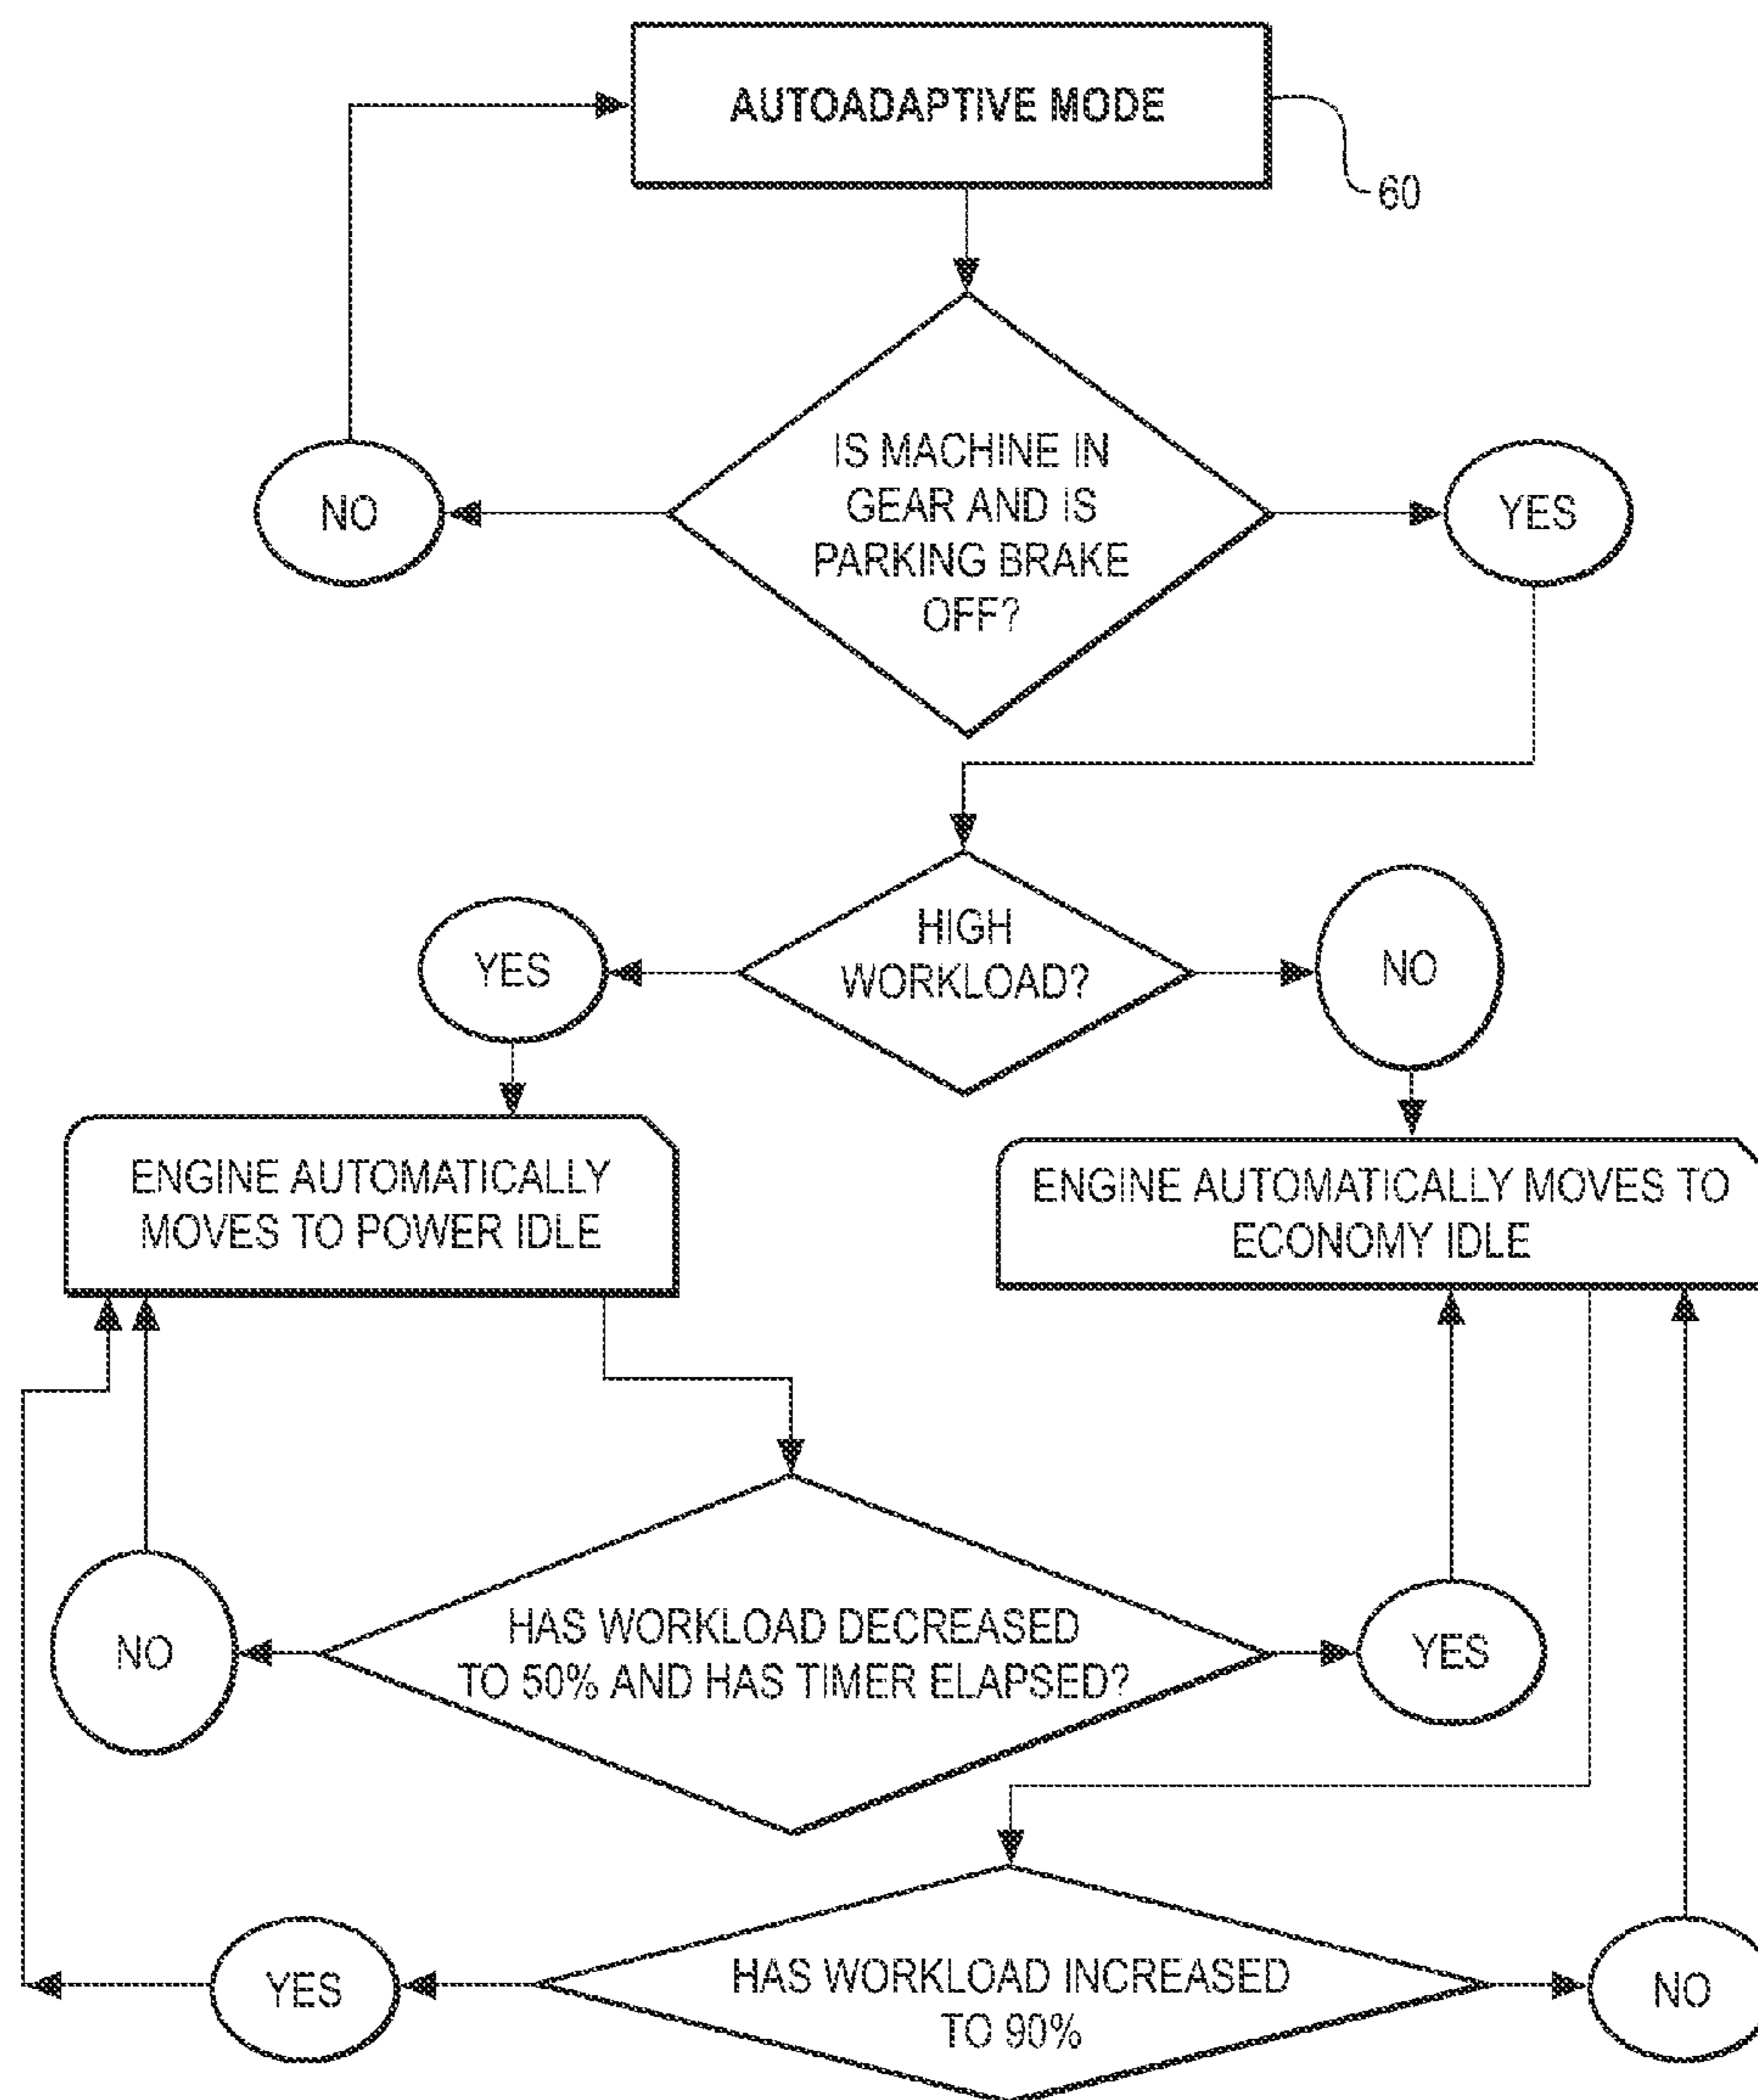 AUTOADAPTIVE MODE
60
IS MACHINE IN
GEAR AND IS
PARKING BRAKE
OFF?
NO
YES
HIGH
WORKLOAD?
YES
NO
ENGINE AUTOMATICALLY
MOVES TO POWER IDLE
ENGINE AUTOMATICALLY MOVES TO
ECONOMY IDLE
HAS WORKLOAD DECREASED
TO 50% AND HAS TIMER ELAPSED?
NO
YES
HAS WORKLOAD INCREASED
TO 90%
YES
NO